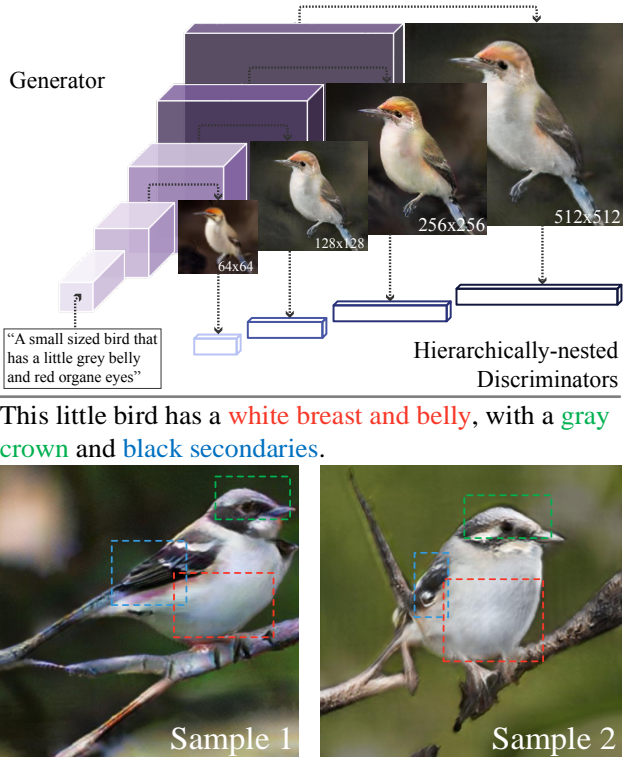 Generator
64x64
128x128
256x256
512x512
“A small sized bird that
has a little grey belly
and red organe eyes”
Hierarchically-nested
Discriminators
This little bird has a white breast and belly, with a gray
crown and black secondaries.
Sample 1
Sample 2